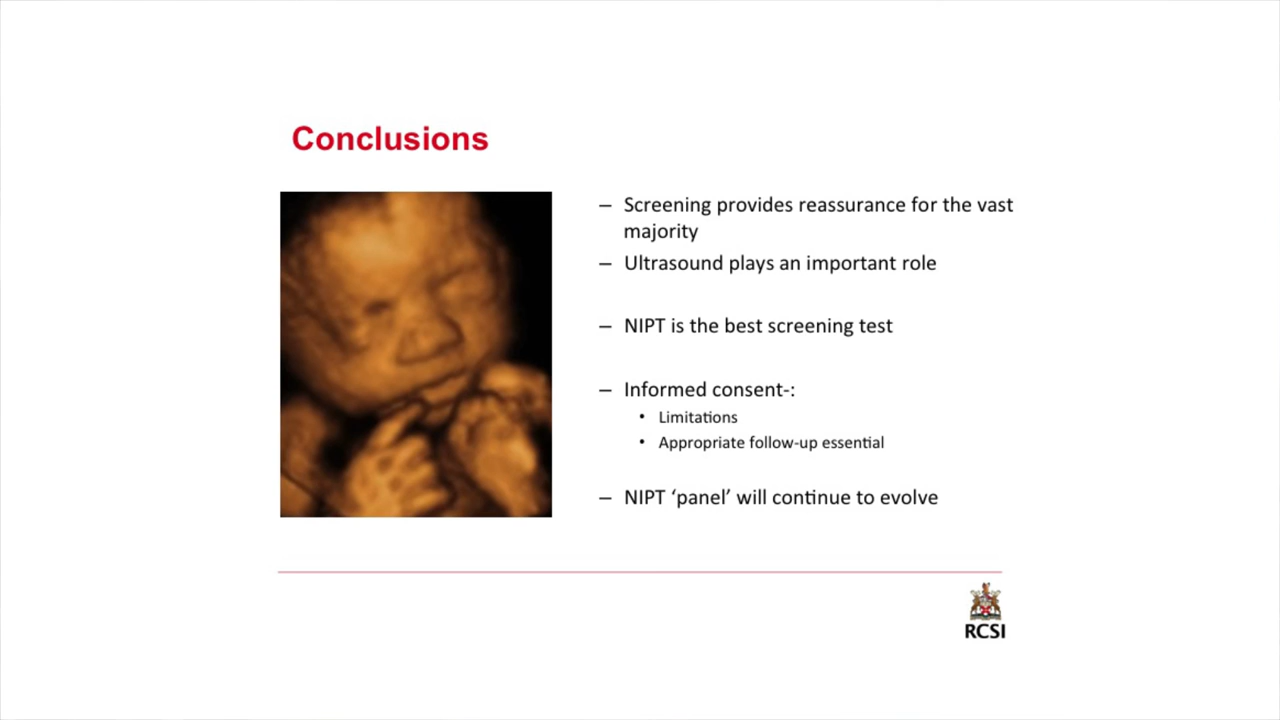 Conclusions
– Screening provides reassurance for the vast
majority
– Ultrasound plays an important role
– NIPT is the best screening test
– Informed consent-:
• Limitations
• Appropriate follow-up essential
– NIPT ‘panel’ will continue to evolve
RCSI